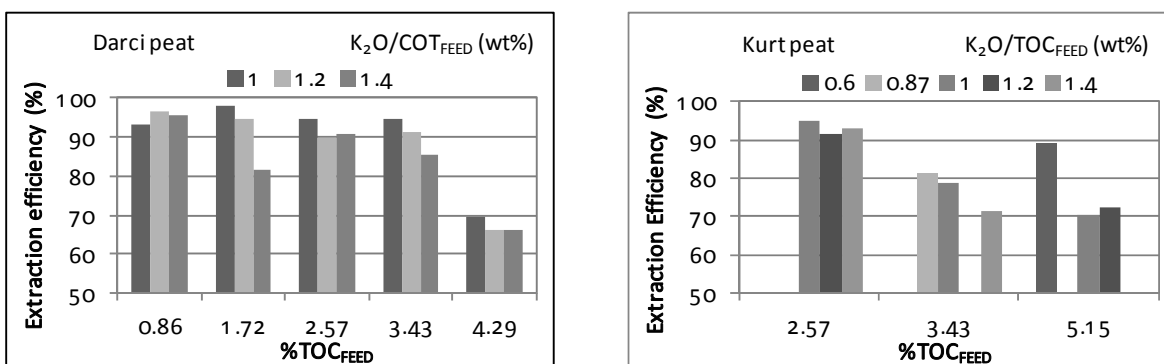 Darci peat K₂O/COT_FEED (wt%)
1 1.2 1.4
Extraction efficiency (%)
100
90
80
70
60
50
0.86 1.72 2.57 3.43 4.29
%TOC_FEED
Kurt peat K₂O/TOC_FEED (wt%)
0.6 0.87 1 1.2 1.4
Extraction Efficiency (%)
100
90
80
70
60
50
2.57 3.43 5.15
%TOC_FEED